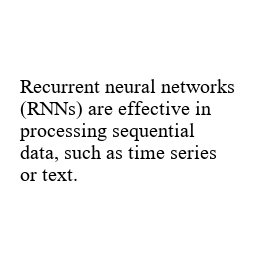 Recurrent neural networks
(RNNs) are effective in
processing sequential
data, such as time series
or text.